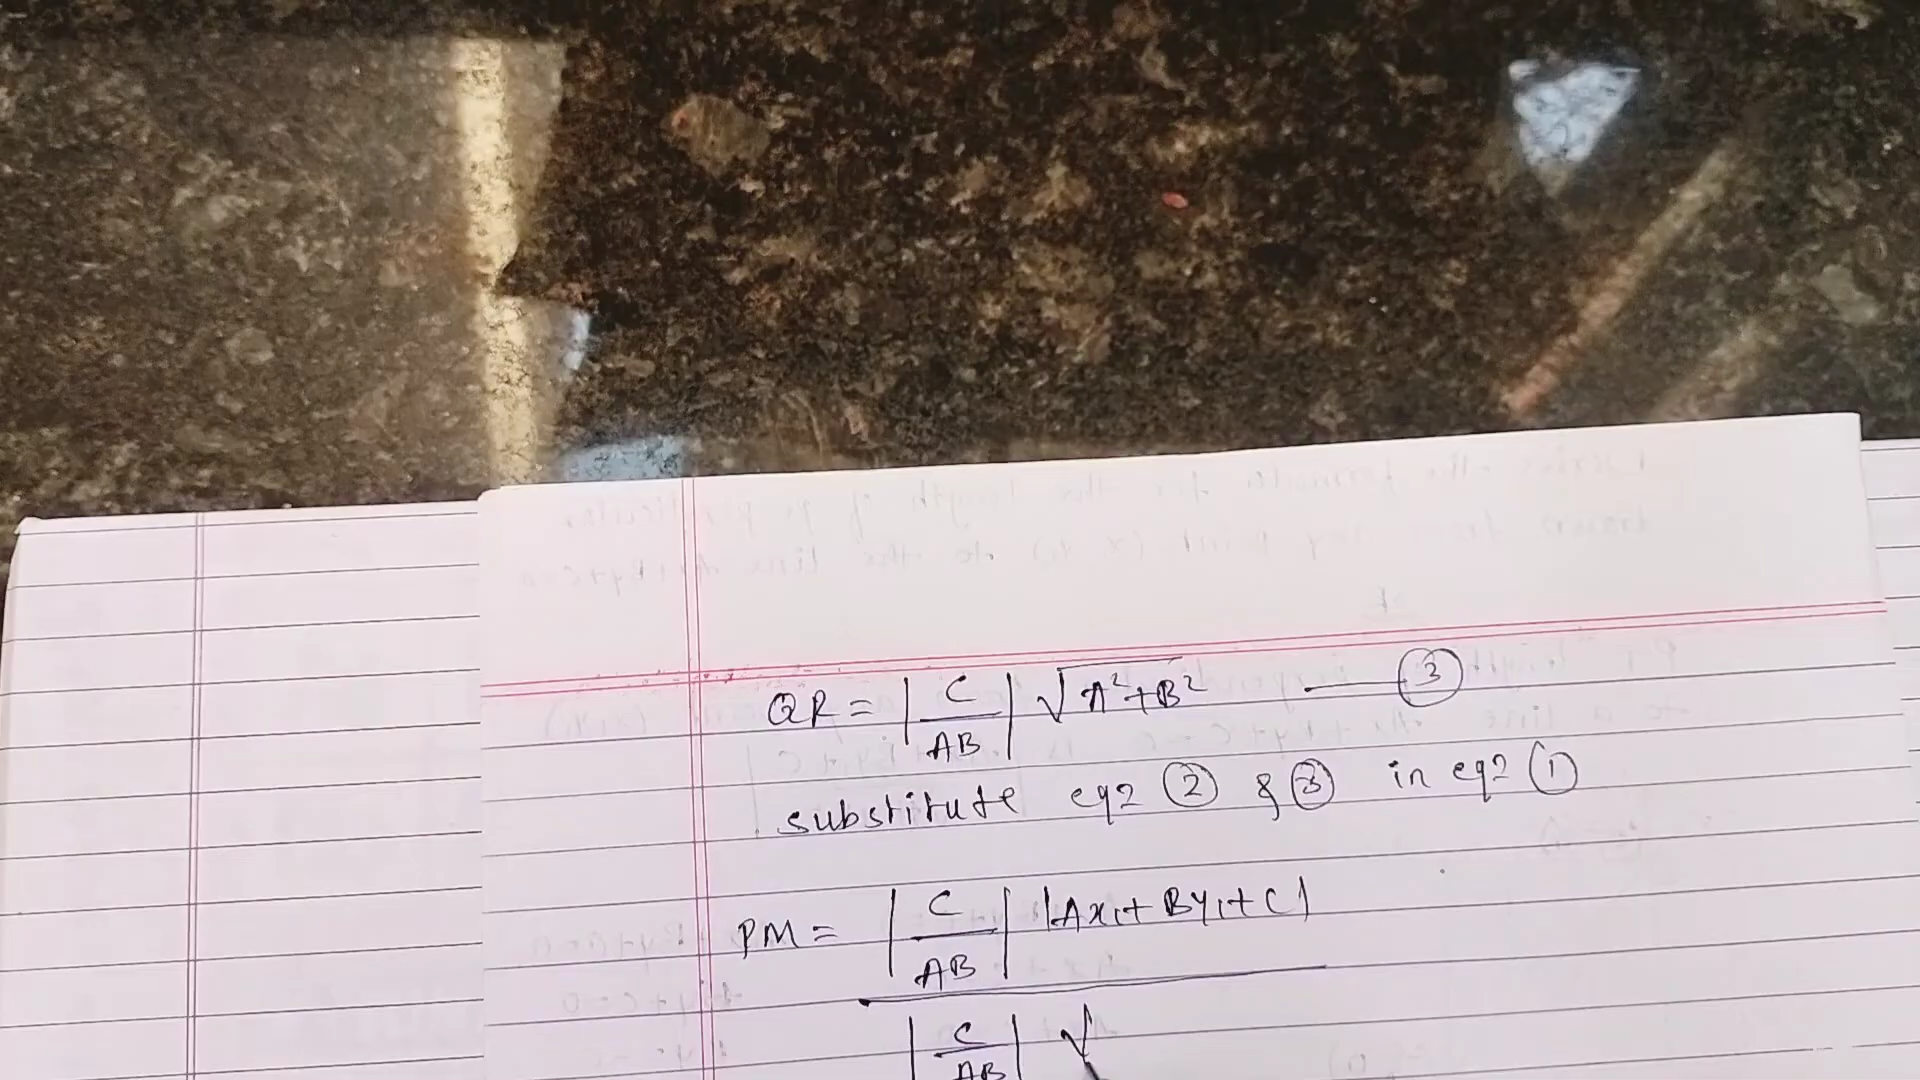 QR = |C/AB| √A²+B² —— ③
substitute eq2 ② & ③ in eq2 ①
PM = |C/AB| |Ax₁+By₁+C|
|C/AB| √